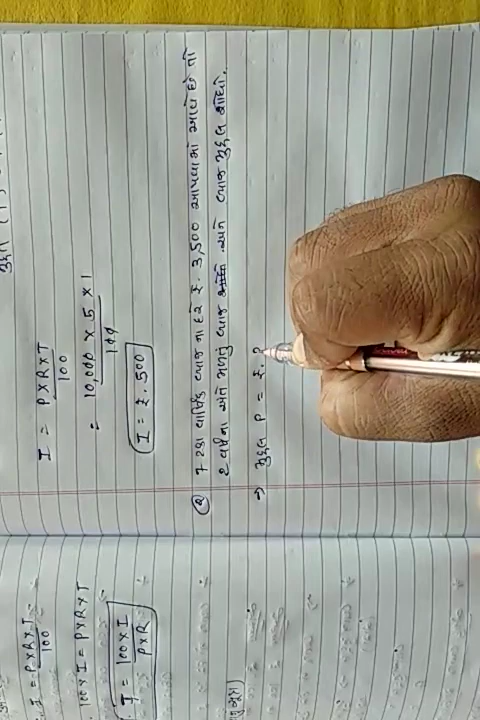 I = P×R×T
100
= 10,000 × 5 × 1
100
I = ₹. 500
② 7 ટકા વાર્ષિક વ્યાજ ના દરે ₹. 3,500 આપવામાં આવે છે તો
2 વર્ષના અંતે મળતું વ્યાજ અને વ્યાજ મુદ્દલ શોધો.
→ મુદ્દલ P = ₹.
I = P×R×T
100
100×I = P×R×T
T = 100×I
P×R